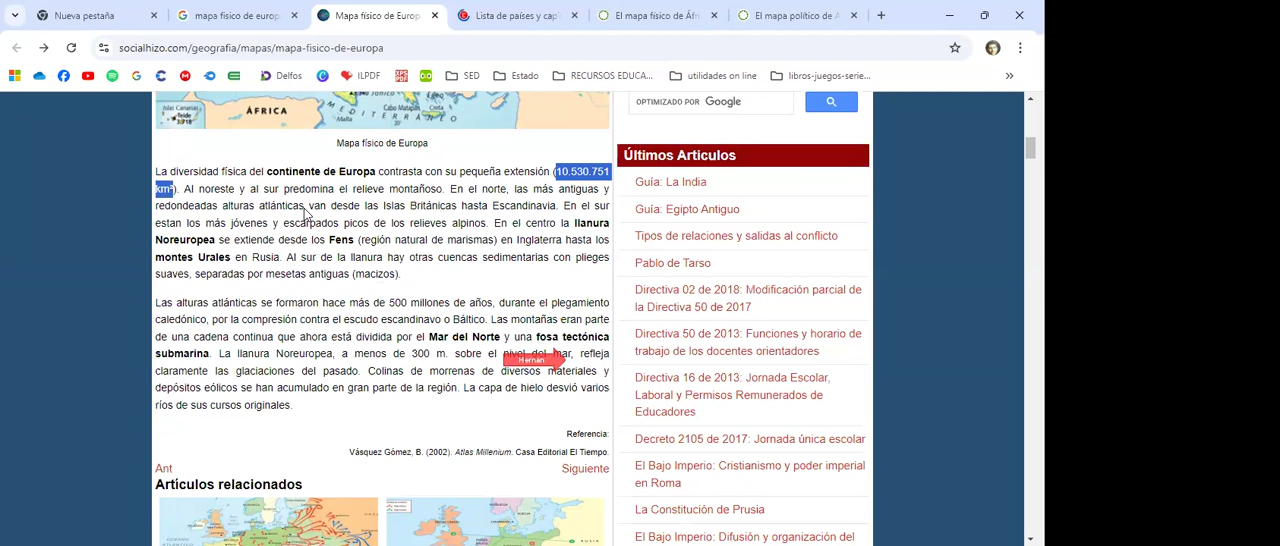 Nueva pestaña
mapa fisico de europ
Mapa físico de Europ
Lista de países y cap
El mapa físico de Áfri
El mapa político de A
socialhizo.com/geografia/mapas/mapa-fisico-de-europa
Delfos
ILPDF
SED
Estado
RECURSOS EDUCA...
utilidades on line
libros-juegos-serie...
Islas Canarias
Teide
3.718
ÁFRICA
MEDITERRÁNEO
Malta
Cabo Matapán
Creta
Mapa físico de Europa
La diversidad física del continente de Europa contrasta con su pequeña extensión (10.530.751
km²). Al noreste y al sur predomina el relieve montañoso. En el norte, las más antiguas y
redondeadas alturas atlánticas van desde las Islas Británicas hasta Escandinavia. En el sur
estan los más jóvenes y escarpados picos de los relieves alpinos. En el centro la llanura
Noreuropea se extiende desde los Fens (región natural de marismas) en Inglaterra hasta los
montes Urales en Rusia. Al sur de la llanura hay otras cuencas sedimentarias con plieges
suaves, separadas por mesetas antiguas (macizos).
Las alturas atlánticas se formaron hace más de 500 millones de años, durante el plegamiento
caledónico, por la compresión contra el escudo escandinavo o Báltico. Las montañas eran parte
de una cadena continua que ahora está dividida por el Mar del Norte y una fosa tectónica
submarina. La llanura Noreuropea, a menos de 300 m. sobre el nivel del mar, refleja
Hernán
claramente las glaciaciones del pasado. Colinas de morrenas de diversos materiales y
depósitos eólicos se han acumulado en gran parte de la región. La capa de hielo desvió varios
ríos de sus cursos originales.
Referencia:
Vásquez Gómez, B. (2002). Atlas Millenium. Casa Editorial El Tiempo.
Ant
Siguiente
Artículos relacionados
OPTIMIZADO POR Google
Últimos Articulos
Guía: La India
Guía: Egipto Antiguo
Tipos de relaciones y salidas al conflicto
Pablo de Tarso
Directiva 02 de 2018: Modificación parcial de
la Directiva 50 de 2017
Directiva 50 de 2013: Funciones y horario de
trabajo de los docentes orientadores
Directiva 16 de 2013: Jornada Escolar,
Laboral y Permisos Remunerados de
Educadores
Decreto 2105 de 2017: Jornada única escolar
El Bajo Imperio: Cristianismo y poder imperial
en Roma
La Constitución de Prusia
El Bajo Imperio: Difusión y organización del